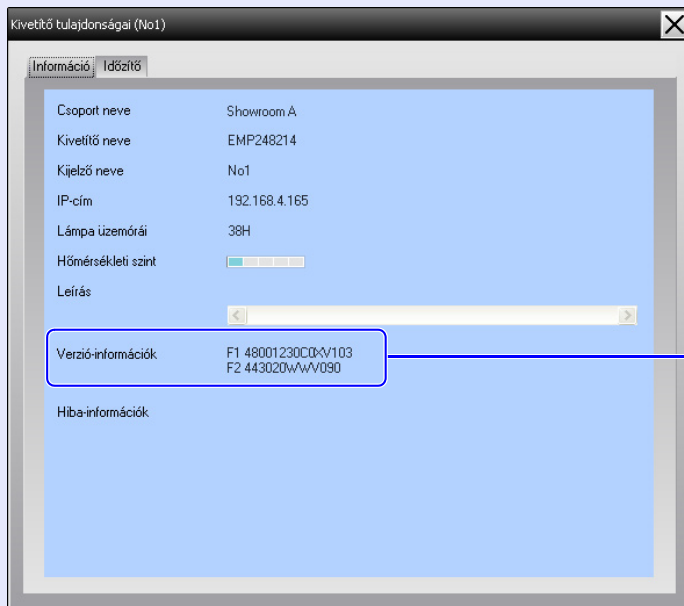 Kivetítő tulajdonságai (No1)
Információ Időzítő
Csoport neve Showroom A
Kivetítő neve EMP248214
Kijelző neve No1
IP-cím 192.168.4.165
Lámpa üzemórái 38H
Hőmérsékleti szint
Leírás
Verzió-információk F1 48001230C0XV103
F2 443020WWV090
Hiba-információk